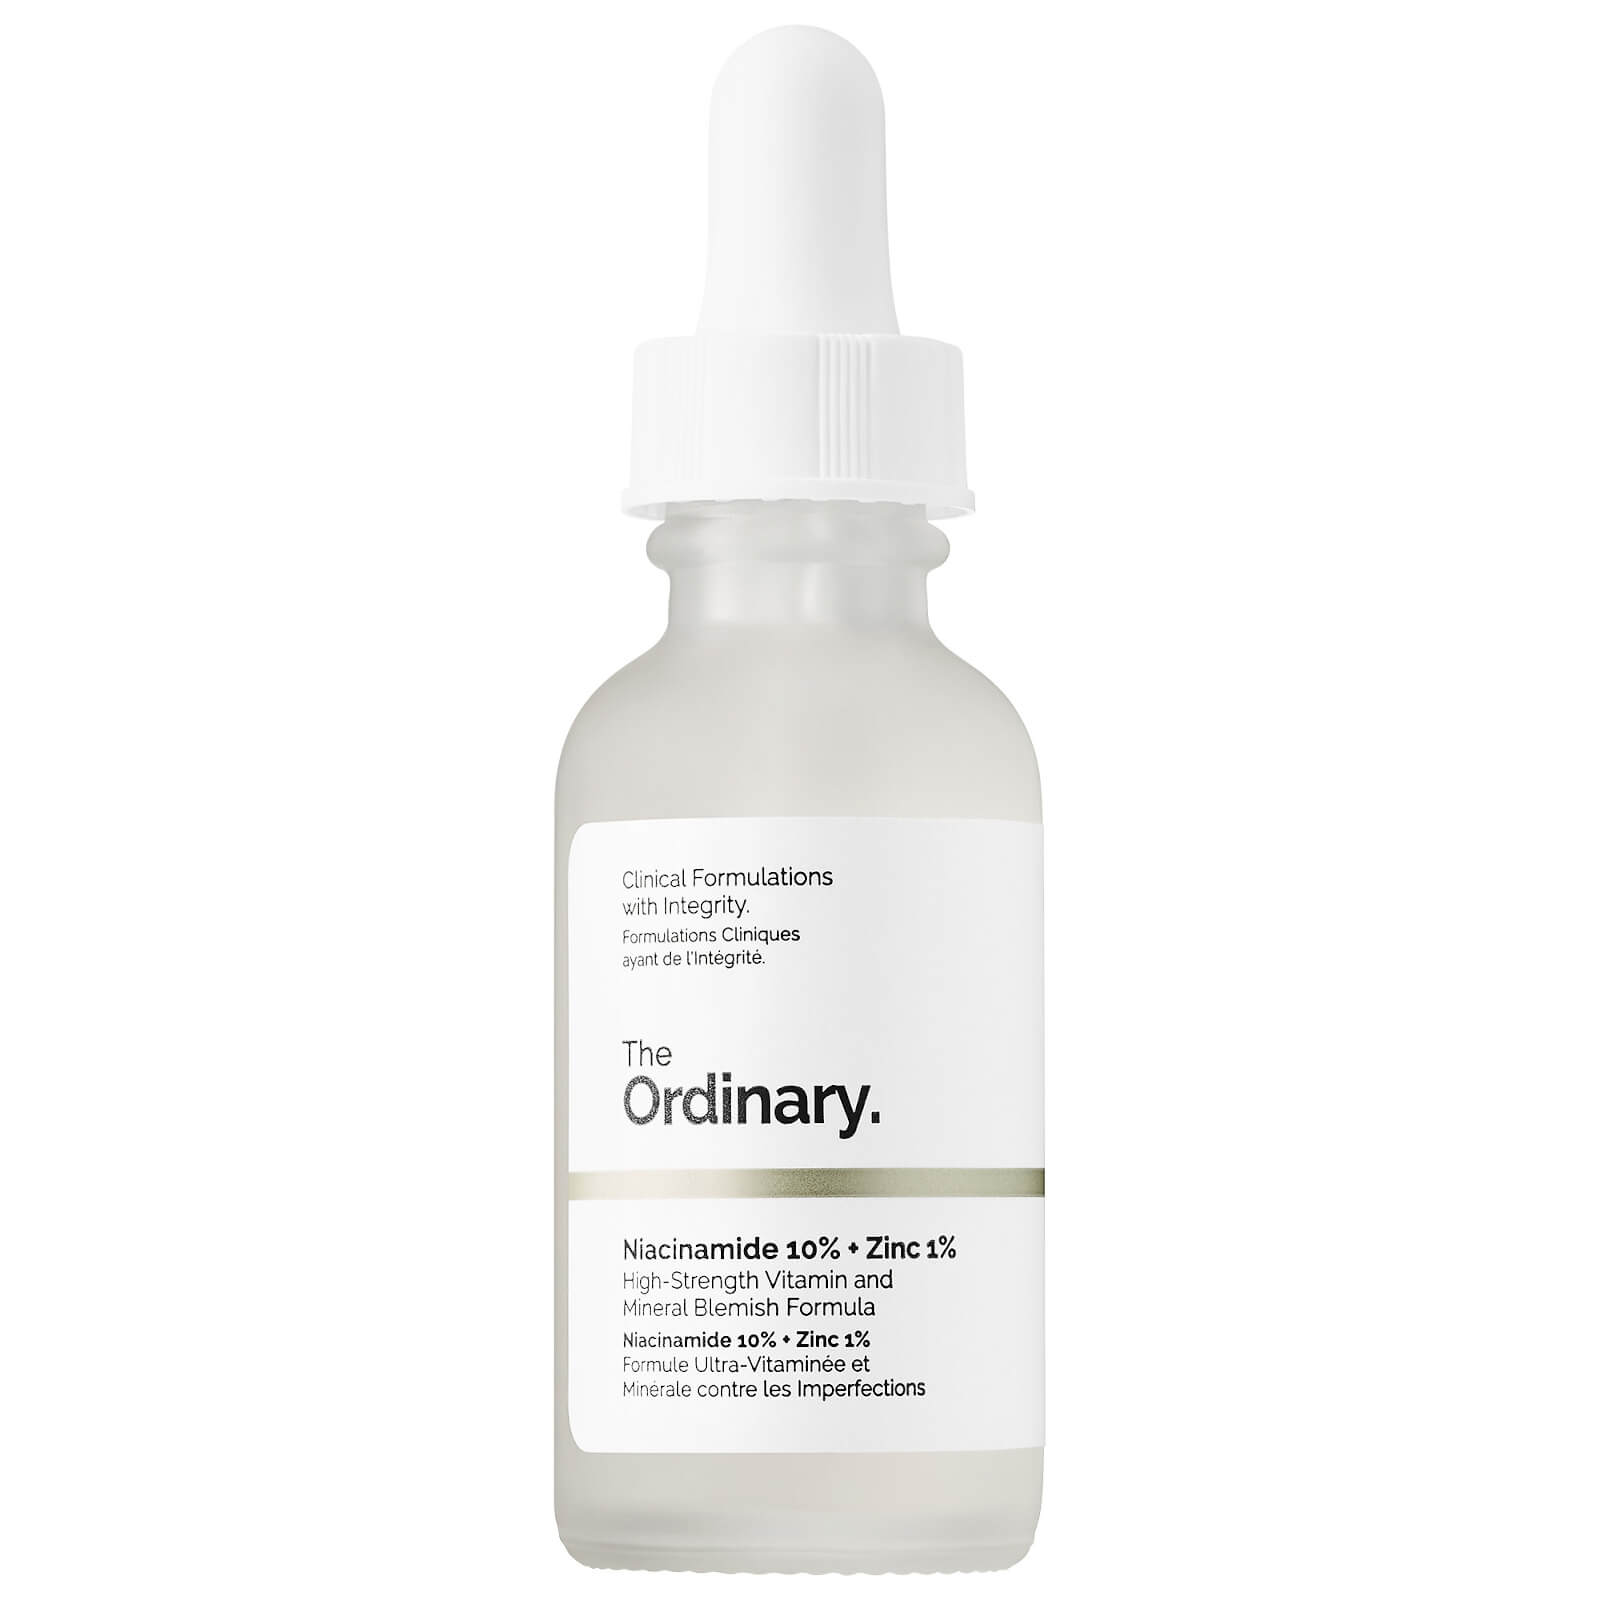 Clinical Formulations
with Integrity.
Formulations Cliniques
ayant de l'Intégrité.
The
Ordinary.
Niacinamide 10% + Zinc 1%
High-Strength Vitamin and
Mineral Blemish Formula
Niacinamide 10% + Zinc 1%
Formule Ultra-Vitaminée et
Minérale contre les Imperfections